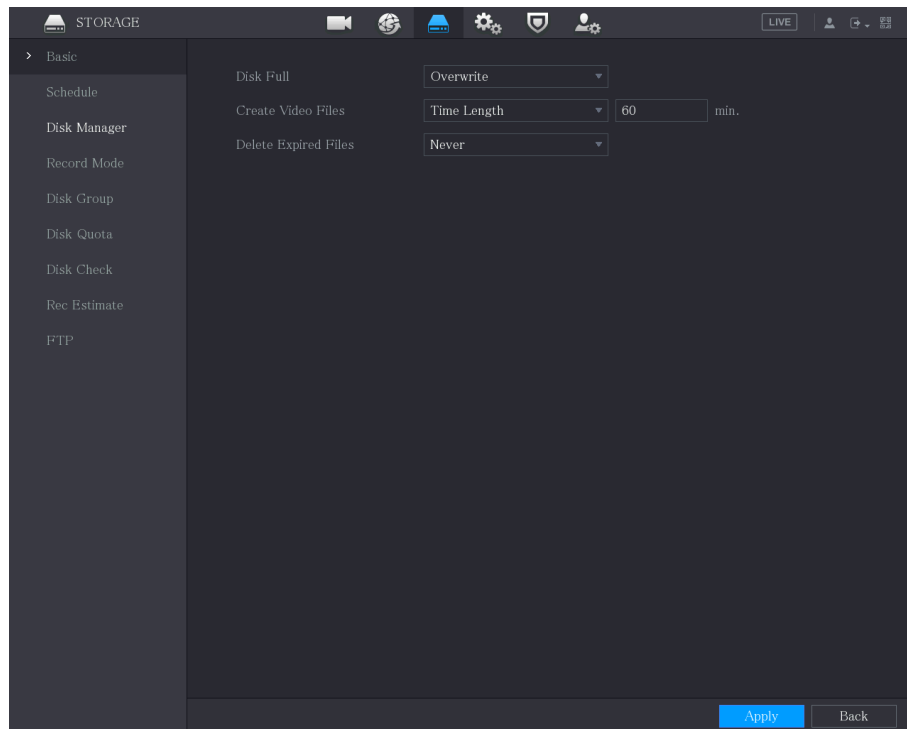 STORAGE
LIVE
Basic
Schedule
Disk Manager
Record Mode
Disk Group
Disk Quota
Disk Check
Rec Estimate
FTP
Disk Full Overwrite
Create Video Files Time Length 60 min.
Delete Expired Files Never
Apply Back